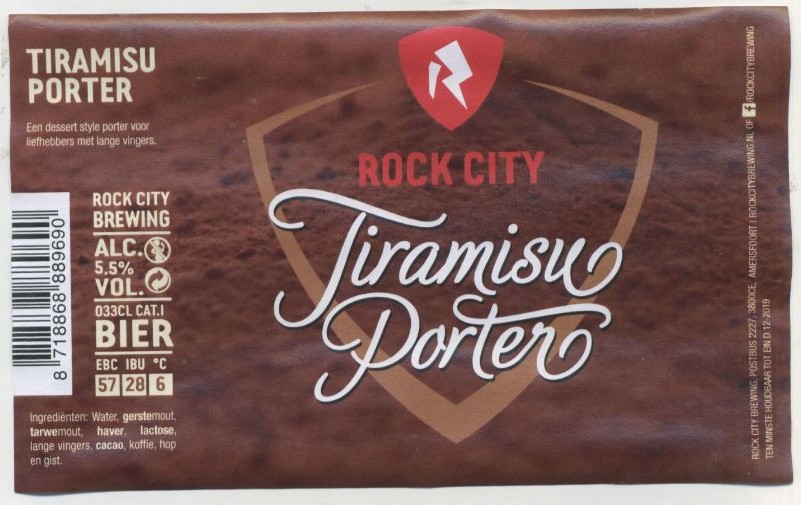 TIRAMISU
PORTER
Een dessert style porter voor
liefhebbers met lange vingers.
ROCK CITY
BREWING
ALC.
5.5%
VOL.
033CL CAT.I
BIER
EBC IBU °C
57 28 6
8 718868 889690
Ingrediënten: Water, gerstemout,
tarwemout, haver, lactose,
lange vingers, cacao, koffie, hop
en gist.
ROCK CITY
Tiramisu
Porter
ROCK CITY BREWING, POSTBUS 2227, 3800CE, AMERSFOORT | ROCKCITYBREWING.NL OF f/ROCKCITYBREWING
TEN MINSTE HOUDBAAR TOT EIND 12-2019